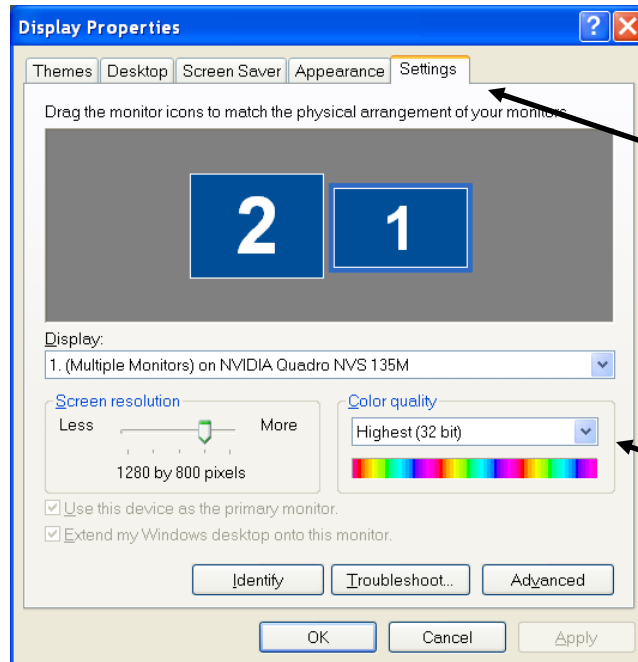 Display Properties
Themes Desktop Screen Saver Appearance Settings
Drag the monitor icons to match the physical arrangement of your monitors.
2 1
Display:
1. (Multiple Monitors) on NVIDIA Quadro NVS 135M
Screen resolution Color quality
Less More Highest (32 bit)
1280 by 800 pixels
Use this device as the primary monitor.
Extend my Windows desktop onto this monitor.
Identify Troubleshoot... Advanced
OK Cancel Apply